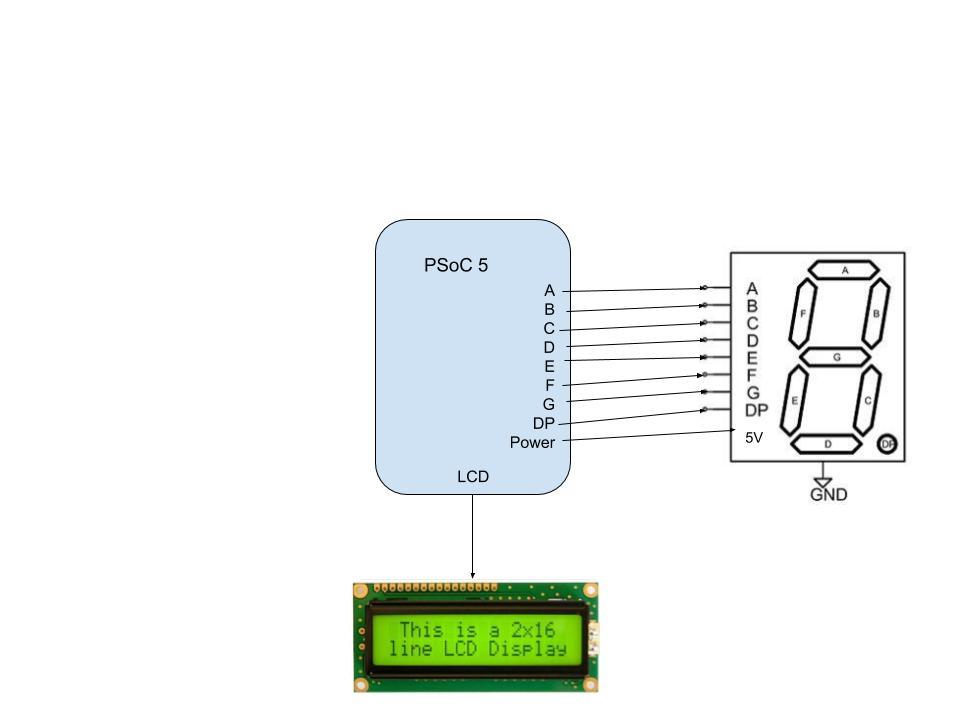 PSoC 5
A
B
C
D
E
F
G
DP
Power
LCD
A
B
C
D
E
F
G
DP
5V
A
F
B
G
E
C
D
DP
GND
This is a 2x16
line LCD Display